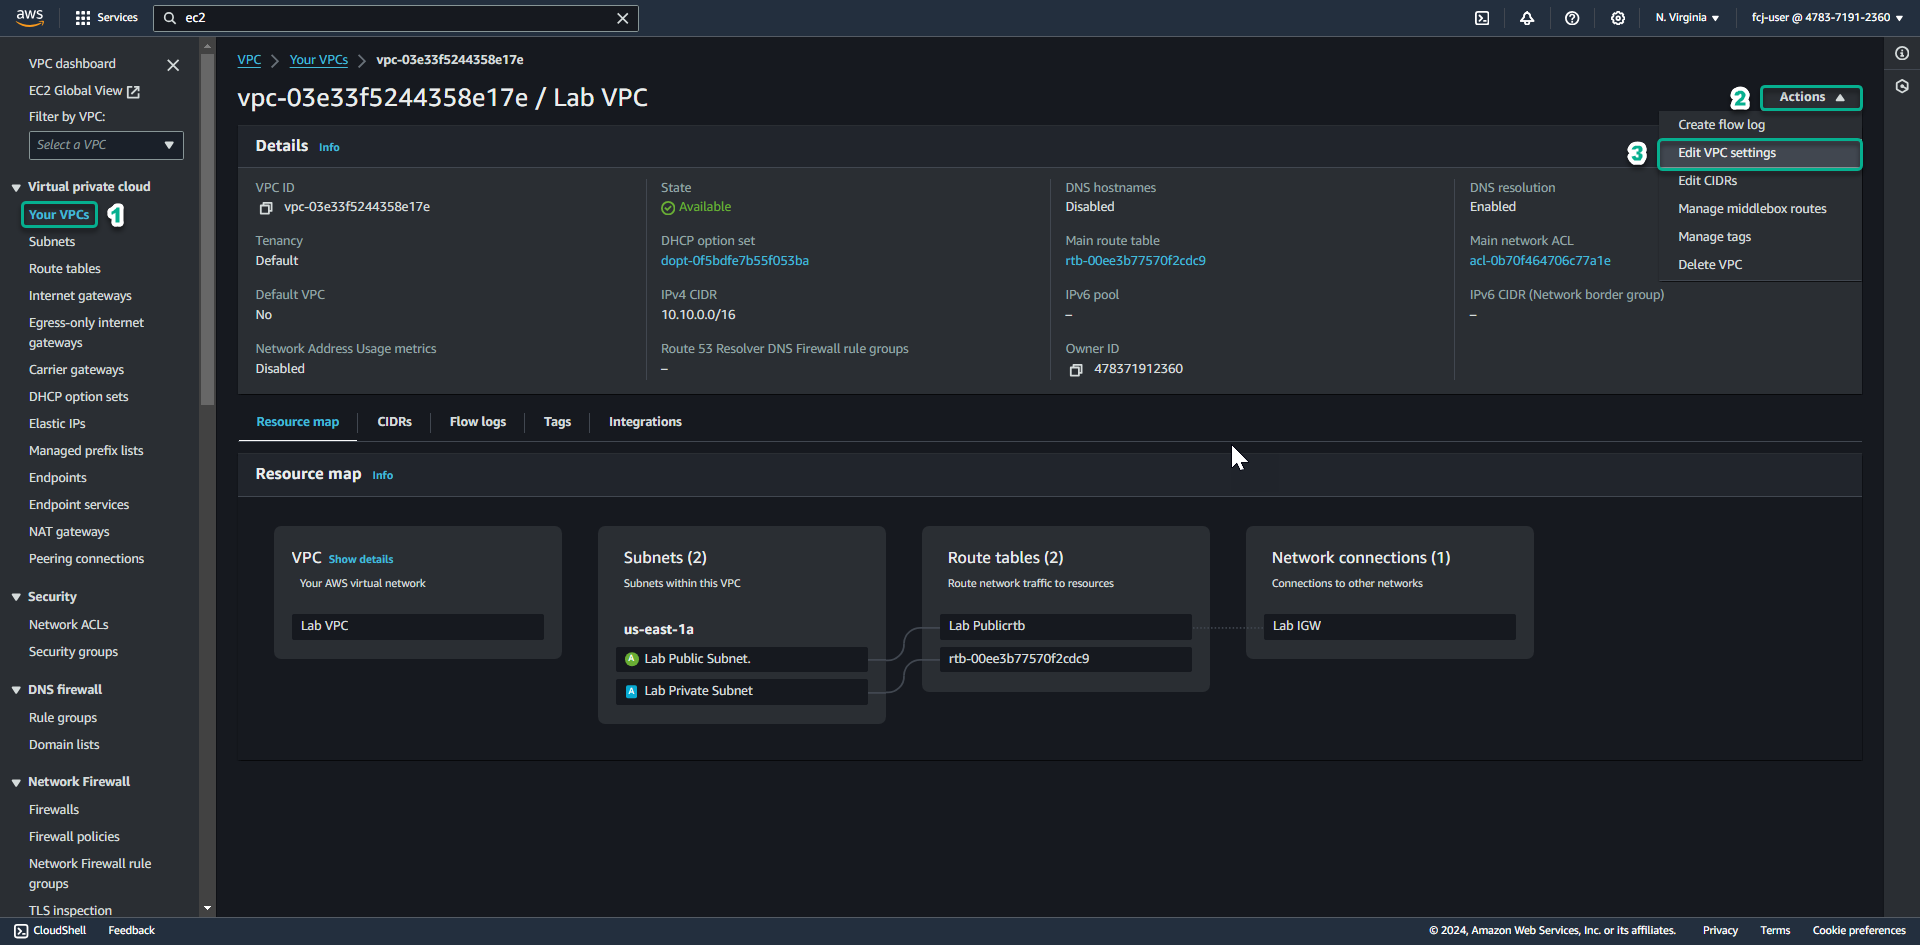 aws
Services
ec2
N. Virginia
fcj-user @ 4783-7191-2360
VPC dashboard
EC2 Global View
Filter by VPC:
Select a VPC
Virtual private cloud
Your VPCs
1
Subnets
Route tables
Internet gateways
Egress-only internet
gateways
Carrier gateways
DHCP option sets
Elastic IPs
Managed prefix lists
Endpoints
Endpoint services
NAT gateways
Peering connections
Security
Network ACLs
Security groups
DNS firewall
Rule groups
Domain lists
Network Firewall
Firewalls
Firewall policies
Network Firewall rule
groups
TLS inspection
VPC
Your VPCs
vpc-03e33f5244358e17e
vpc-03e33f5244358e17e / Lab VPC
2
Actions
Create flow log
3
Edit VPC settings
Edit CIDRs
Manage middlebox routes
Manage tags
Delete VPC
Details Info
VPC ID
vpc-03e33f5244358e17e
State
Available
DNS hostnames
Disabled
DNS resolution
Enabled
Tenancy
Default
DHCP option set
dopt-0f5bdfe7b55f053ba
Main route table
rtb-00ee3b77570f2cdc9
Main network ACL
acl-0b70f464706c77a1e
Default VPC
No
IPv4 CIDR
10.10.0.0/16
IPv6 pool
–
IPv6 CIDR (Network border group)
–
Network Address Usage metrics
Disabled
Route 53 Resolver DNS Firewall rule groups
–
Owner ID
478371912360
Resource map
CIDRs
Flow logs
Tags
Integrations
Resource map Info
VPC Show details
Your AWS virtual network
Lab VPC
Subnets (2)
Subnets within this VPC
us-east-1a
A Lab Public Subnet.
A Lab Private Subnet
Route tables (2)
Route network traffic to resources
Lab Publicrtb
rtb-00ee3b77570f2cdc9
Network connections (1)
Connections to other networks
Lab IGW
CloudShell
Feedback
© 2024, Amazon Web Services, Inc. or its affiliates.
Privacy
Terms
Cookie preferences